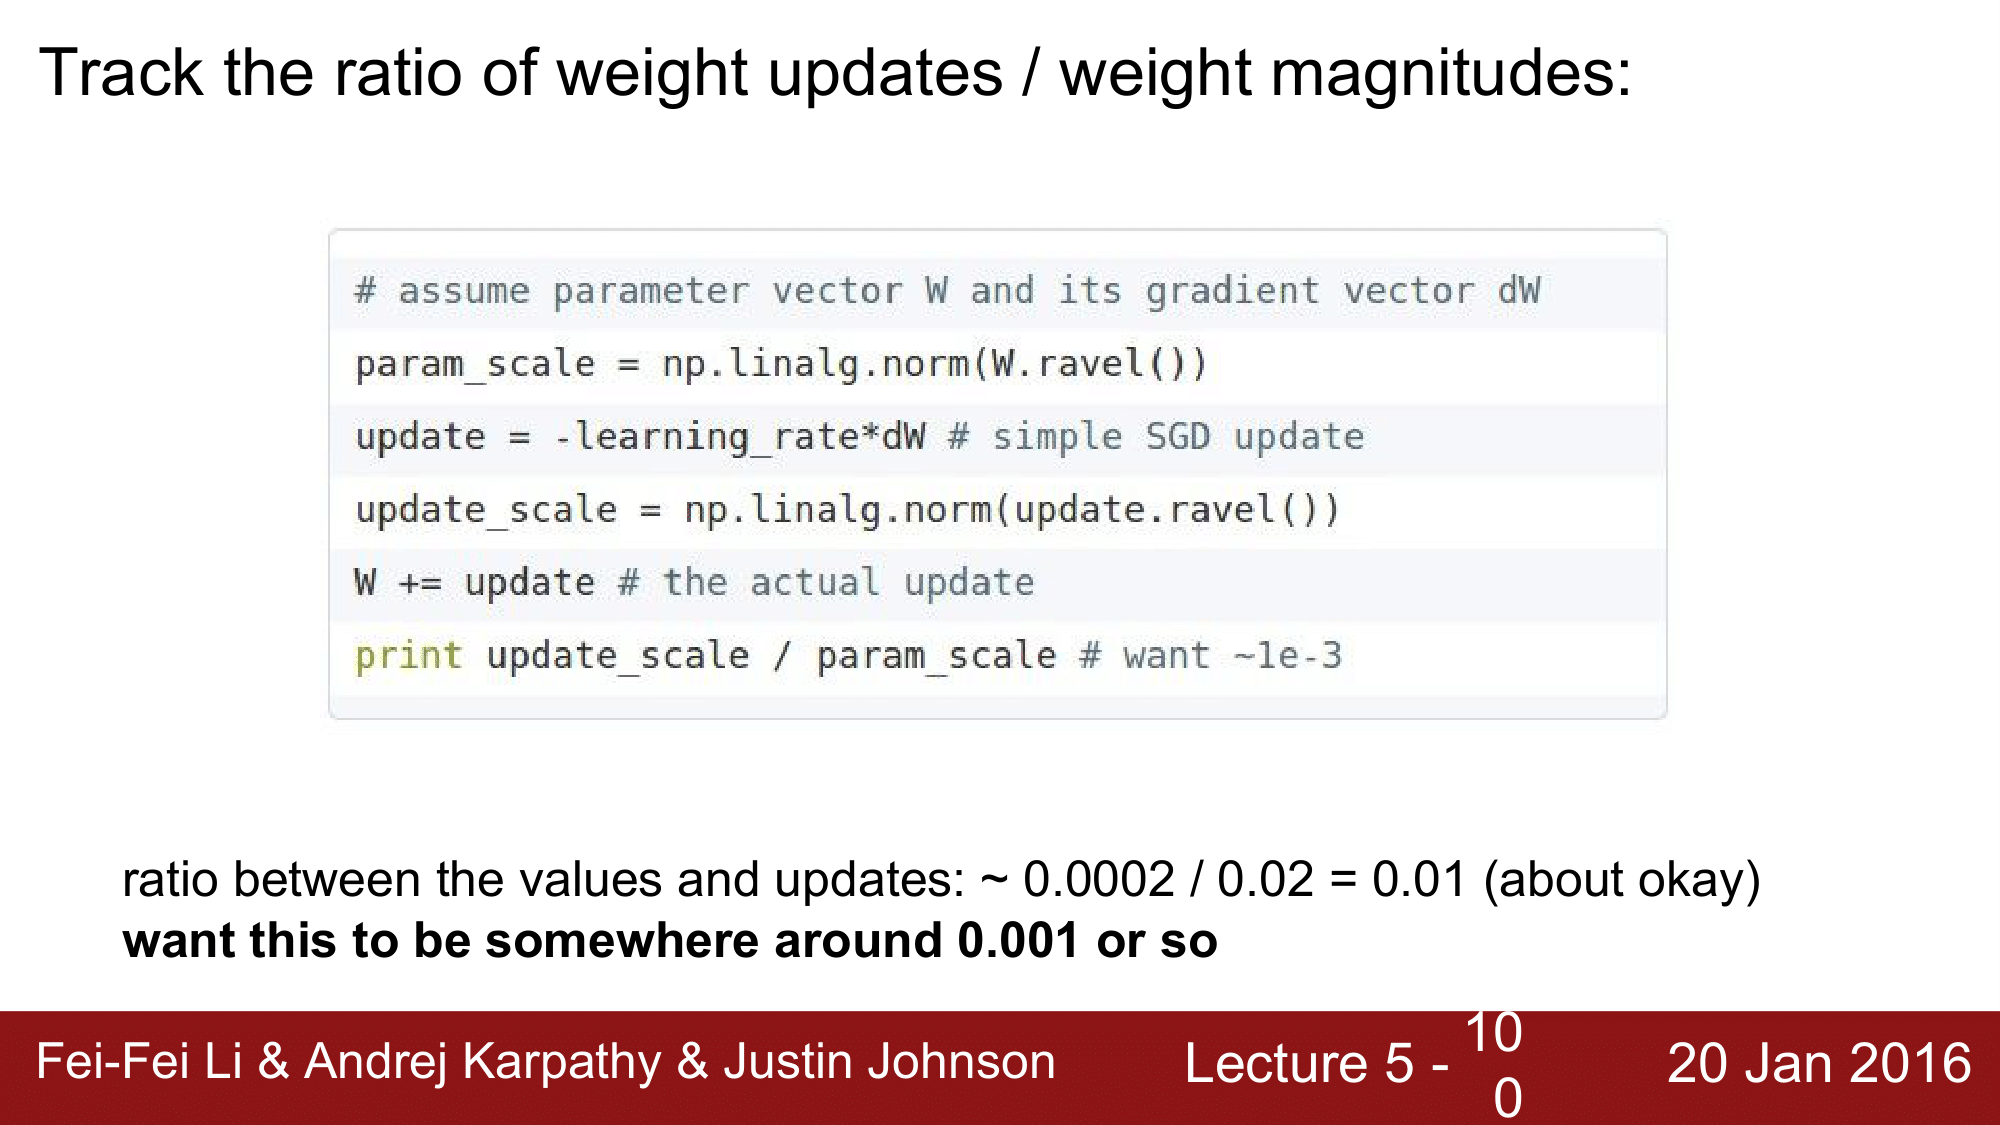 Track the ratio of weight updates / weight magnitudes:
# assume parameter vector W and its gradient vector dW
param_scale = np.linalg.norm(W.ravel())
update = -learning_rate*dW # simple SGD update
update_scale = np.linalg.norm(update.ravel())
W += update # the actual update
print update_scale / param_scale # want ~1e-3
ratio between the values and updates: ~ 0.0002 / 0.02 = 0.01 (about okay)
want this to be somewhere around 0.001 or so
Fei-Fei Li & Andrej Karpathy & Justin Johnson
Lecture 5 -
10
0
20 Jan 2016